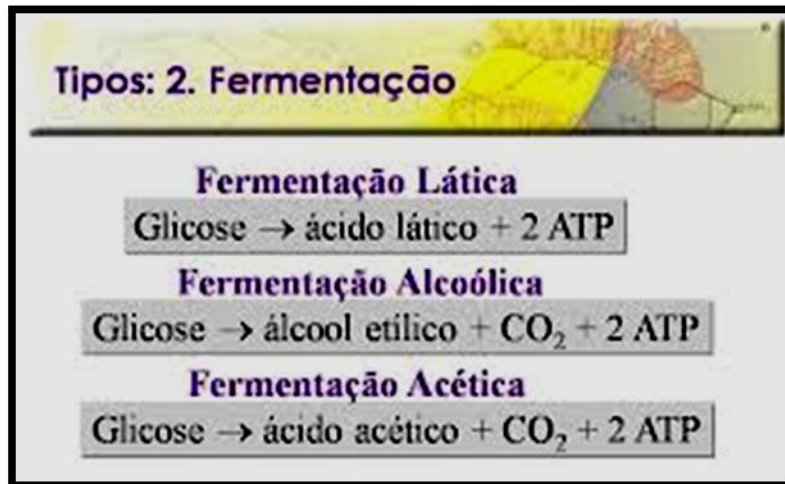 Tipos: 2. Fermentação
Fermentação Lática
Glicose → ácido lático + 2 ATP
Fermentação Alcoólica
Glicose → álcool etílico + CO₂ + 2 ATP
Fermentação Acética
Glicose → ácido acético + CO₂ + 2 ATP